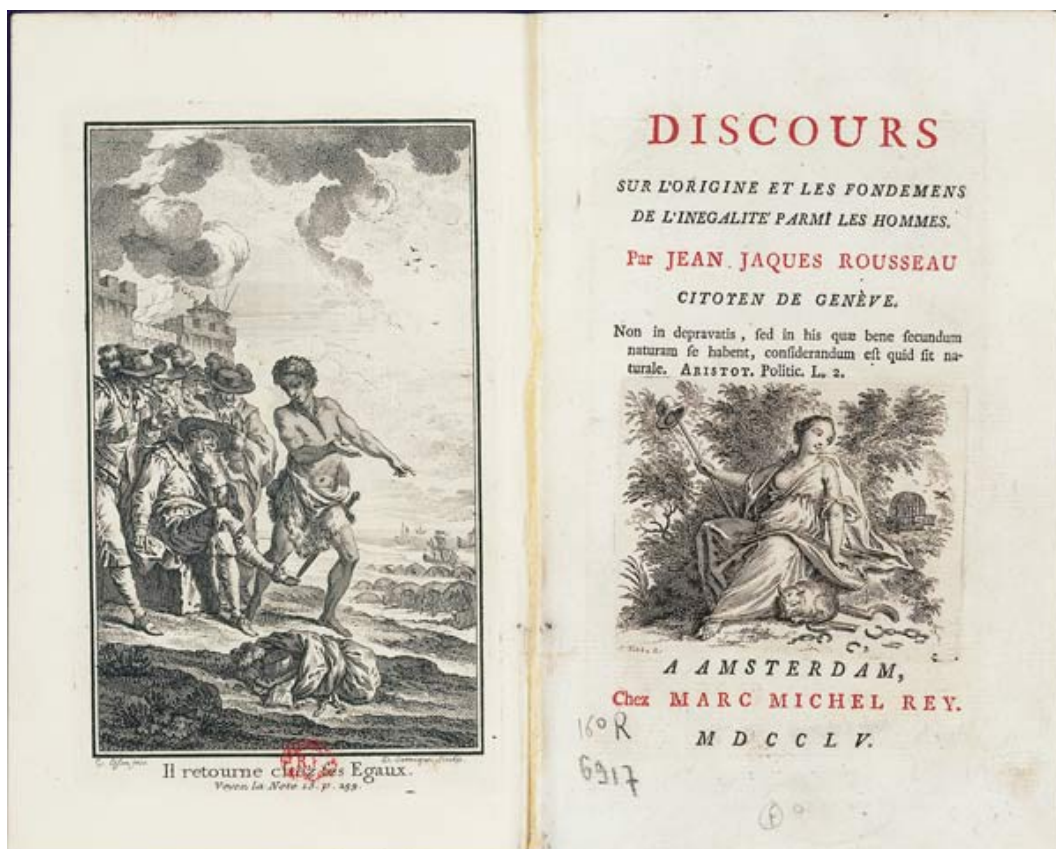 Il retourne chez ses Egaux.
Voyez la Note 13. p. 259.
DISCOURS
SUR L'ORIGINE ET LES FONDEMENS
DE L'INEGALITE' PARMI LES HOMMES.
Par JEAN JAQUES ROUSSEAU
CITOYEN DE GENÈVE.
Non in depravatis, ſed in his quæ bene ſecundum
naturam ſe habent, conſiderandum eſt quid ſit na-
turale. ARISTOT. Politic. L. 2.
A AMSTERDAM,
Chez MARC MICHEL REY.
MDCCLV.
160 R
6917